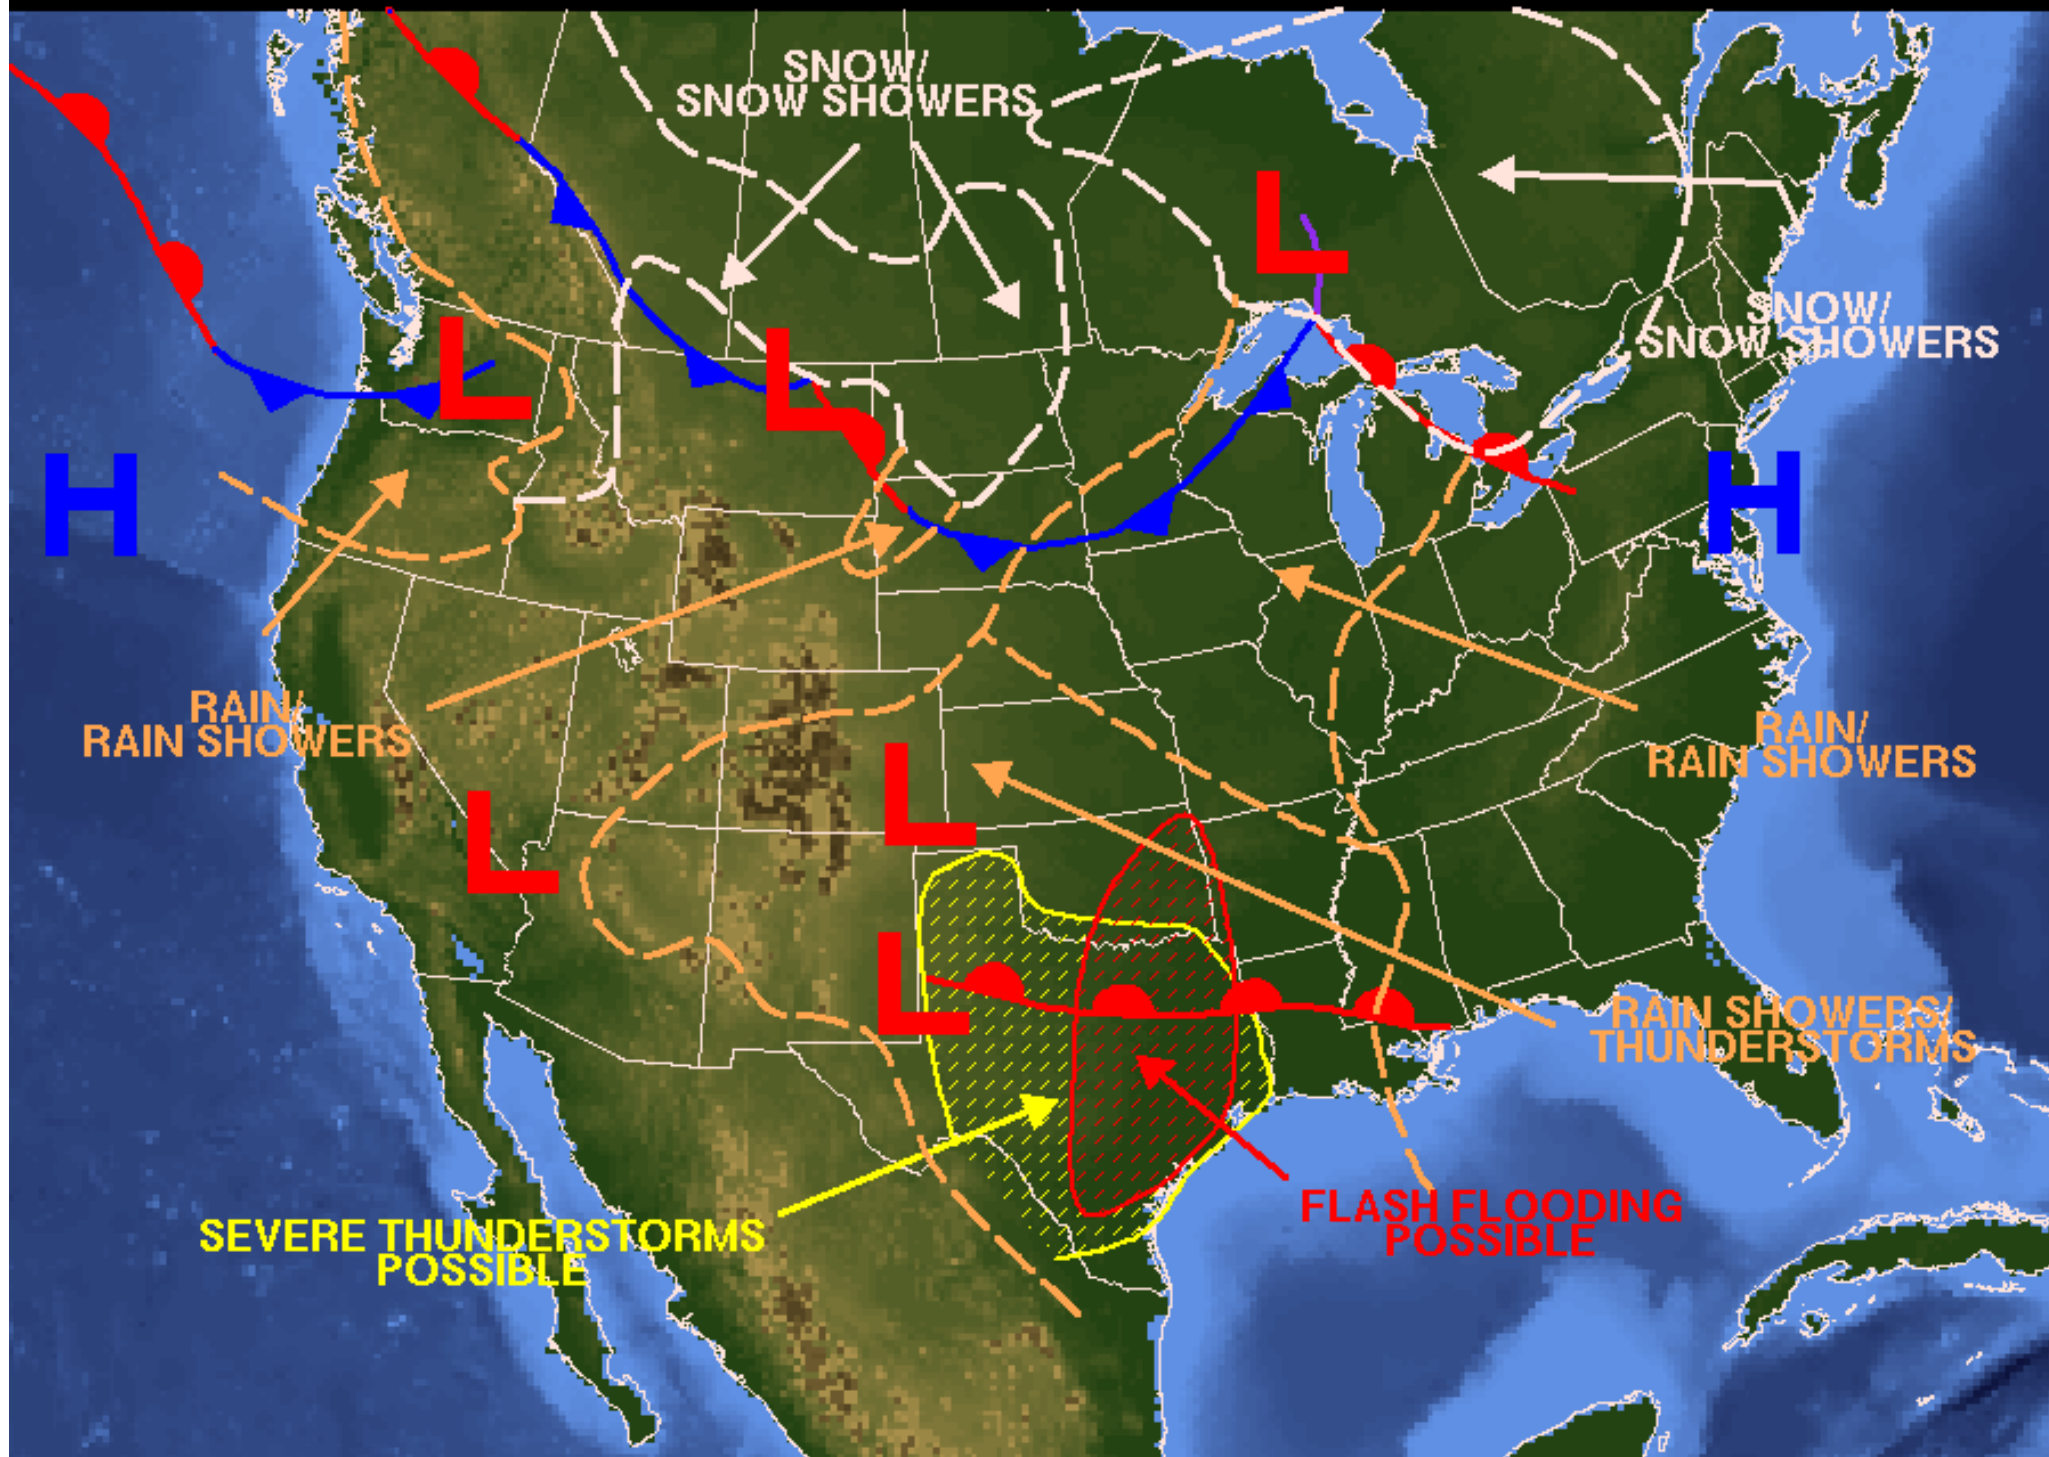 SNOW/
SNOW SHOWERS
L
L
L
SNOW/
SNOW SHOWERS
H
H
RAIN/
RAIN SHOWERS
RAIN/
RAIN SHOWERS
L
L
L
RAIN SHOWERS/
THUNDERSTORMS
SEVERE THUNDERSTORMS
POSSIBLE
FLASH FLOODING
POSSIBLE